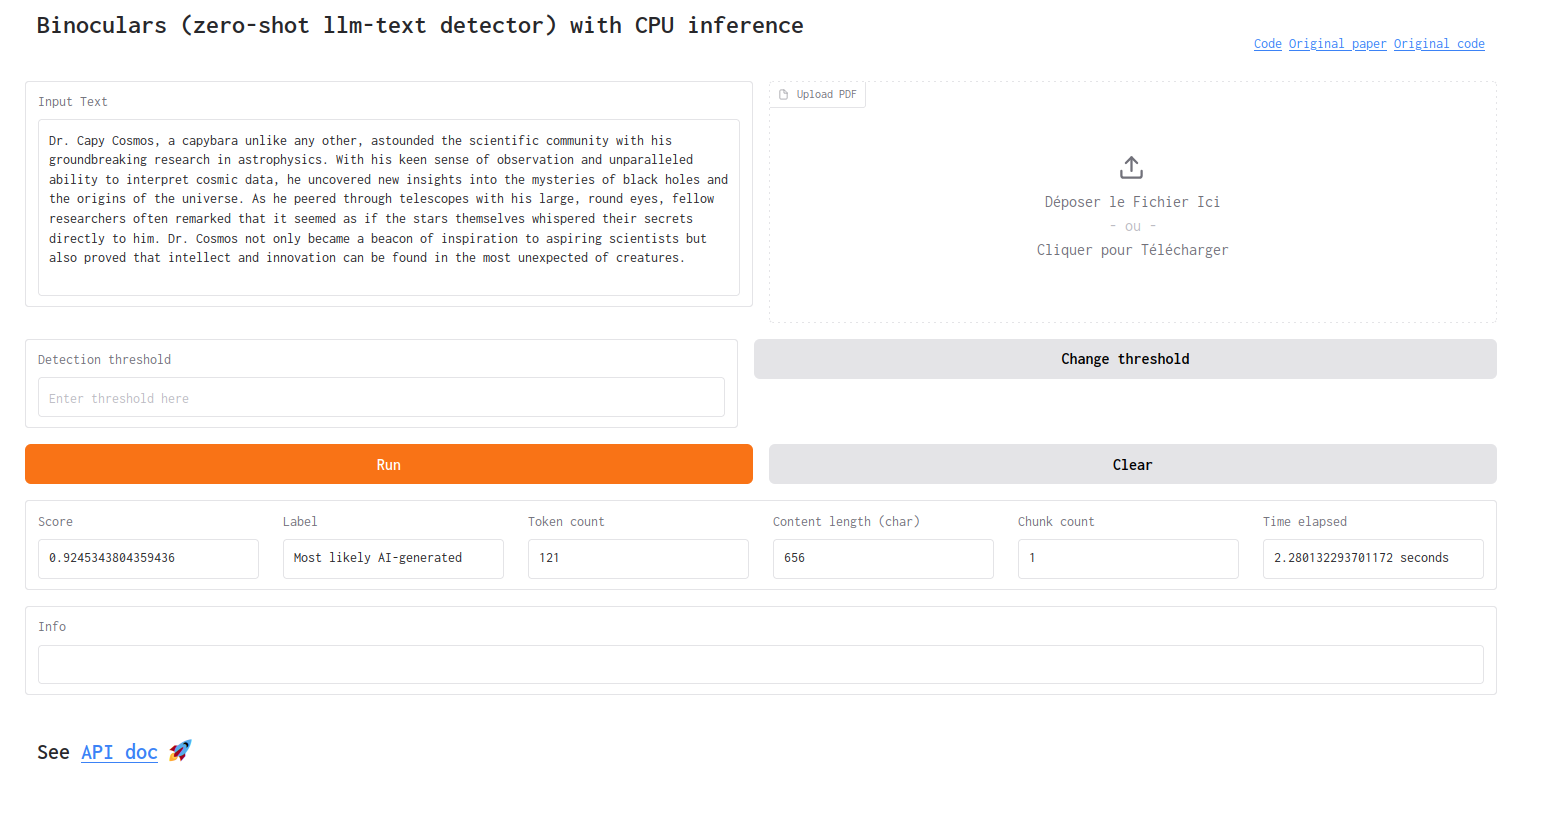 Binoculars (zero-shot llm-text detector) with CPU inference
Code Original paper Original code
Input Text
Dr. Capy Cosmos, a capybara unlike any other, astounded the scientific community with his
groundbreaking research in astrophysics. With his keen sense of observation and unparalleled
ability to interpret cosmic data, he uncovered new insights into the mysteries of black holes and
the origins of the universe. As he peered through telescopes with his large, round eyes, fellow
researchers often remarked that it seemed as if the stars themselves whispered their secrets
directly to him. Dr. Cosmos not only became a beacon of inspiration to aspiring scientists but
also proved that intellect and innovation can be found in the most unexpected of creatures.
Upload PDF
Déposer le Fichier Ici
- ou -
Cliquer pour Télécharger
Detection threshold
Enter threshold here
Change threshold
Run
Clear
Score
0.9245343804359436
Label
Most likely AI-generated
Token count
121
Content length (char)
656
Chunk count
1
Time elapsed
2.280132293701172 seconds
Info
See API doc 🚀